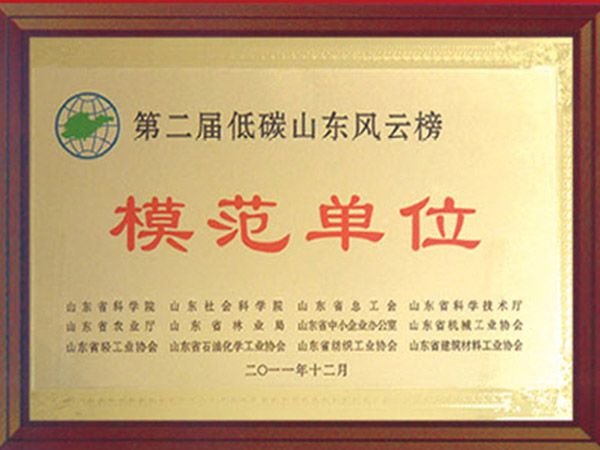 第二届低碳山东风云榜
模范单位
山东省科学院 山东社会科学院 山东省总工会 山东省科学技术厅
山东省农业厅 山东省林业局 山东省中小企业办公室 山东省机械工业协会
山东省轻工业协会 山东省石油化学工业协会 山东省纺织工业协会 山东省建筑材料工业协会
二〇一一年十二月